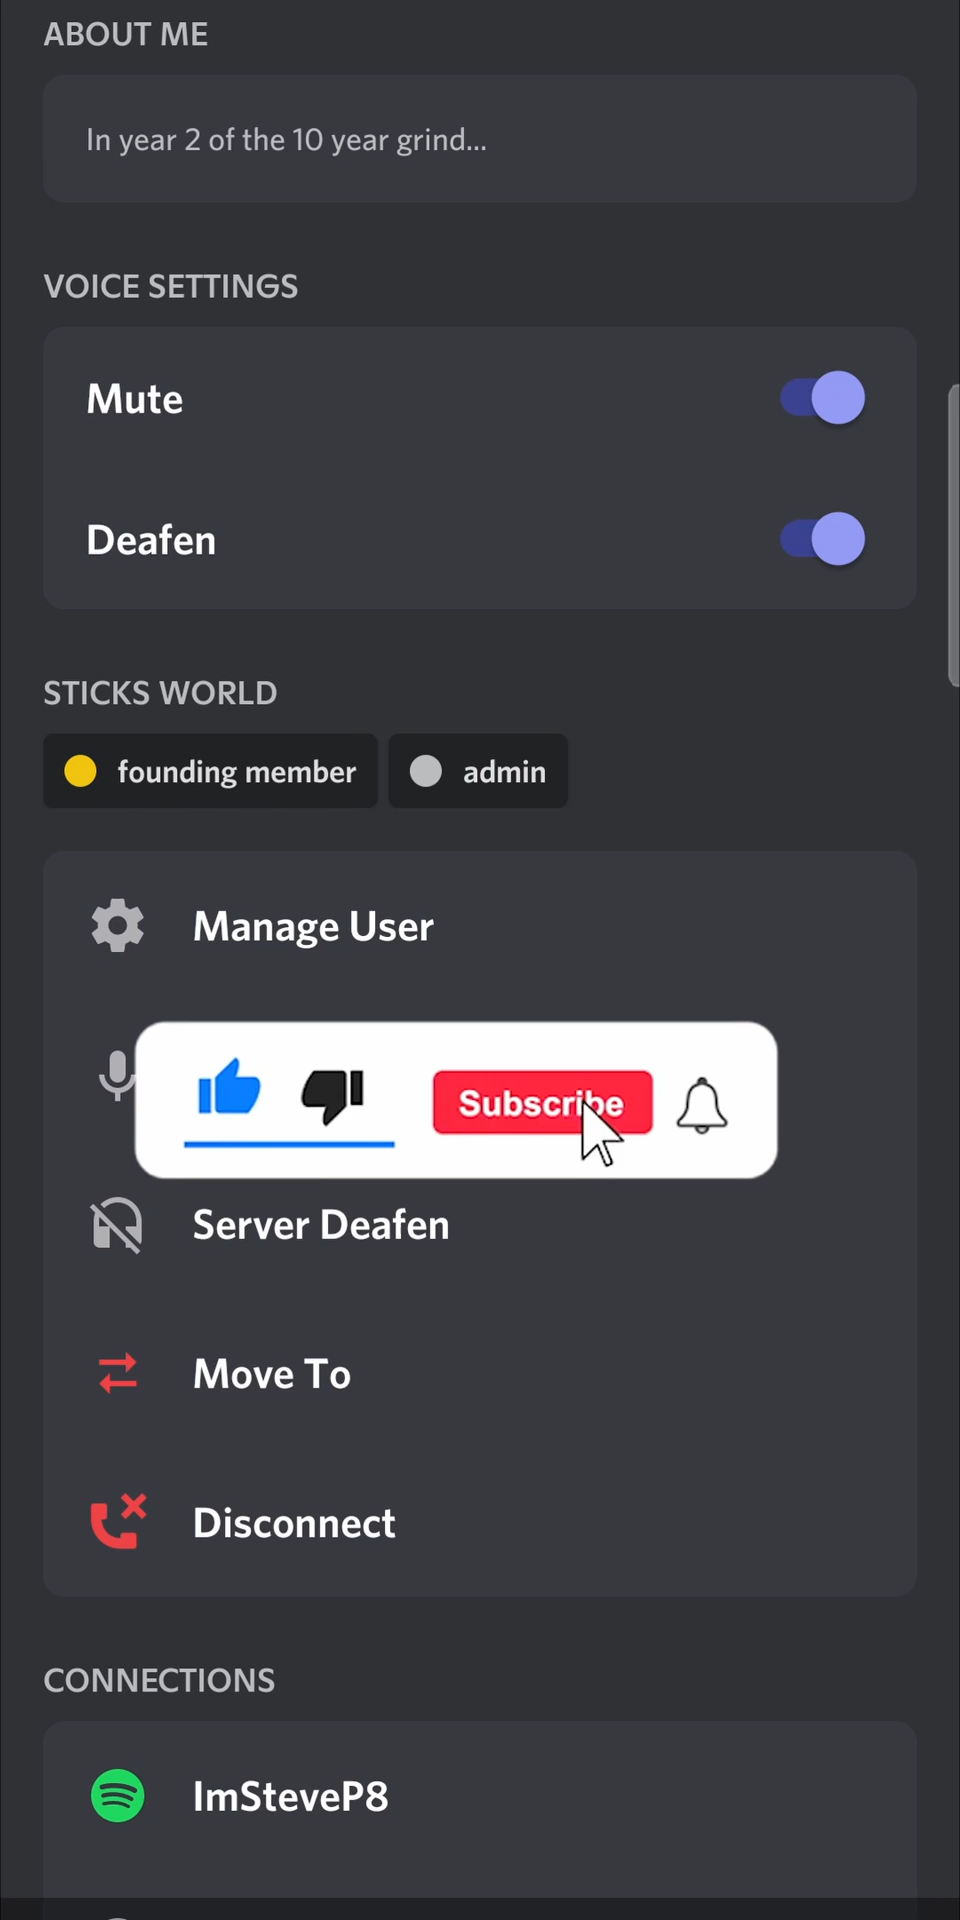 ABOUT ME
In year 2 of the 10 year grind...
VOICE SETTINGS
Mute
Deafen
STICKS WORLD
founding member
admin
Manage User
Subscribe
Server Deafen
Move To
Disconnect
CONNECTIONS
ImSteveP8